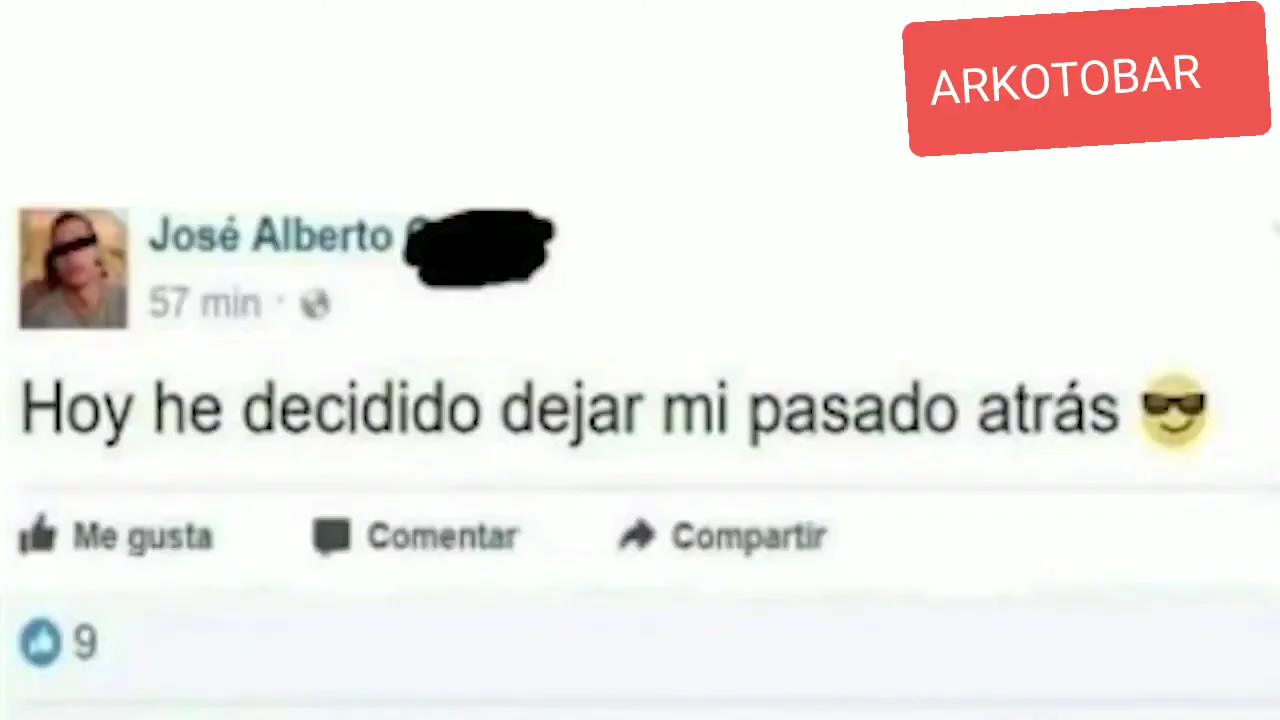 ARKOTOBAR
José Alberto
57 min ·
Hoy he decidido dejar mi pasado atrás 😎
Me gusta Comentar Compartir
9